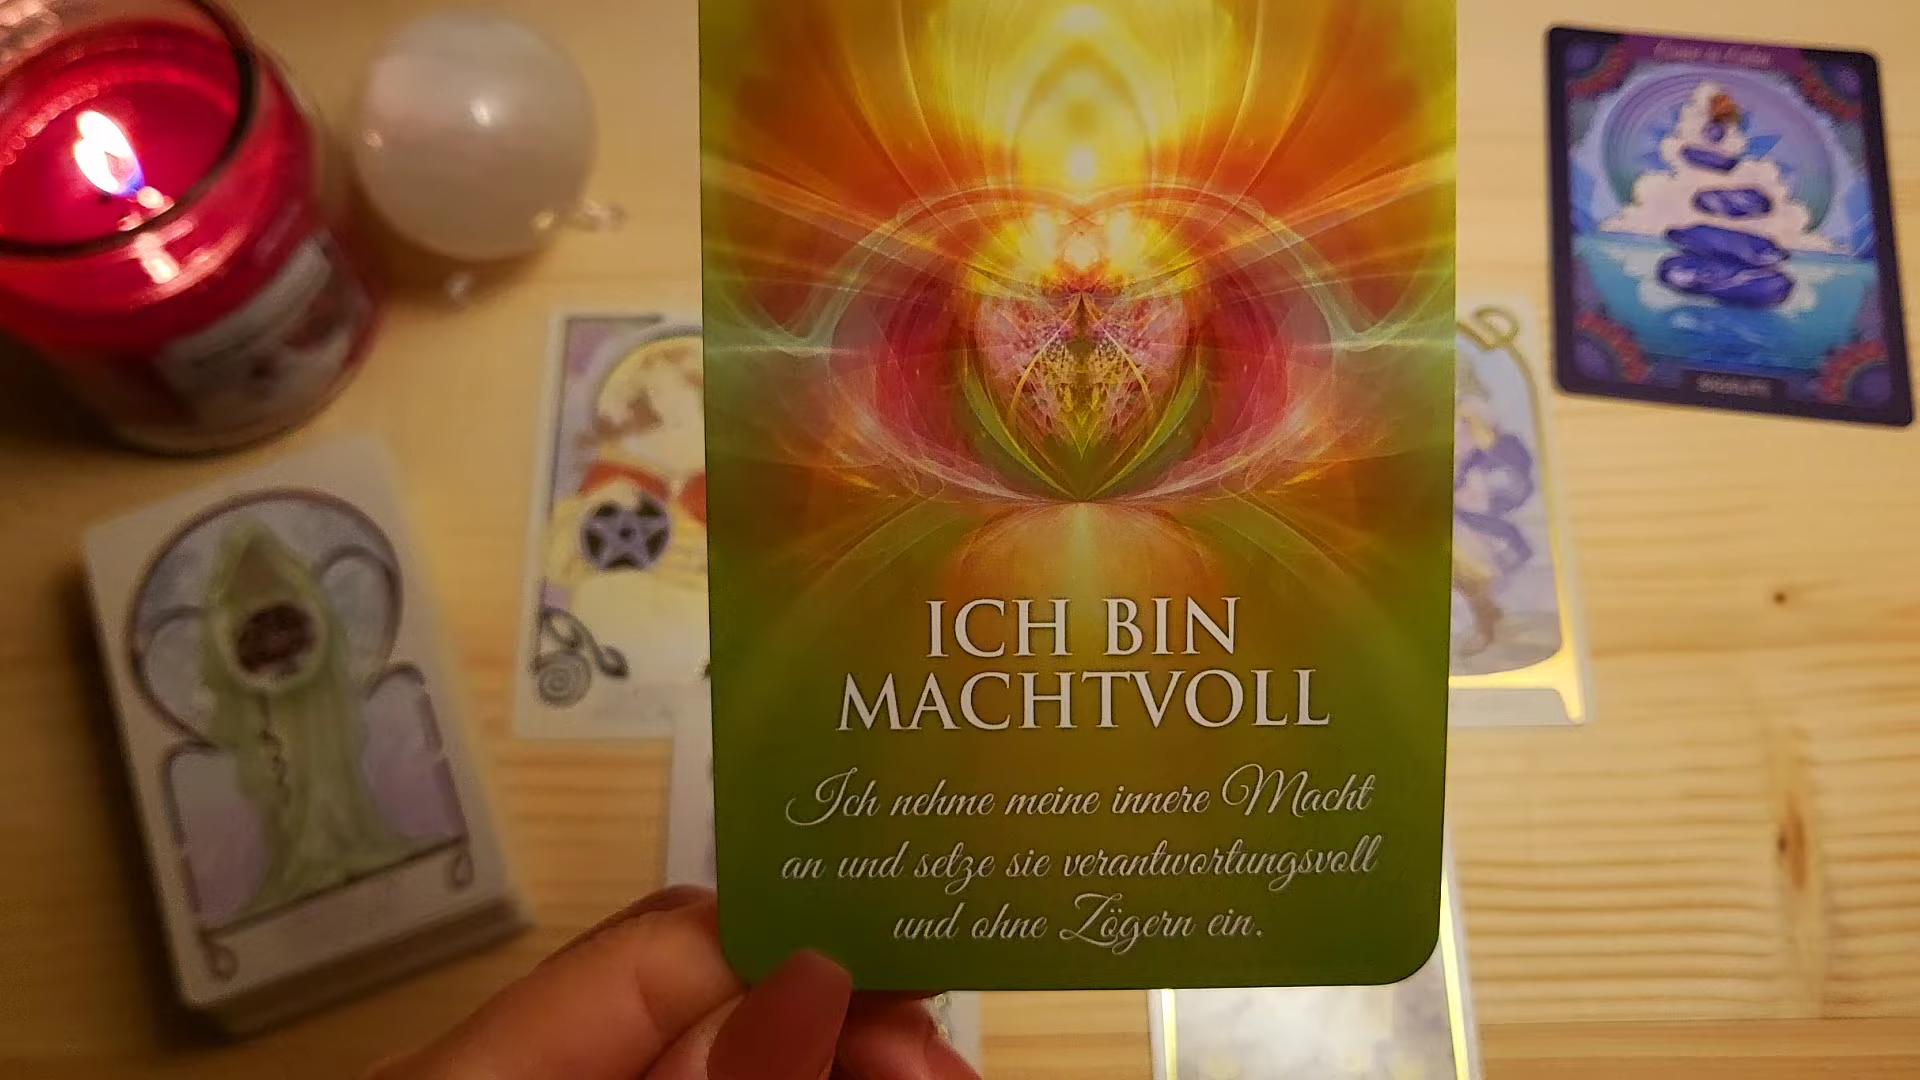 ICH BIN
MACHTVOLL
Ich nehme meine innere Macht
an und setze sie verantwortungsvoll
und ohne Zögern ein.